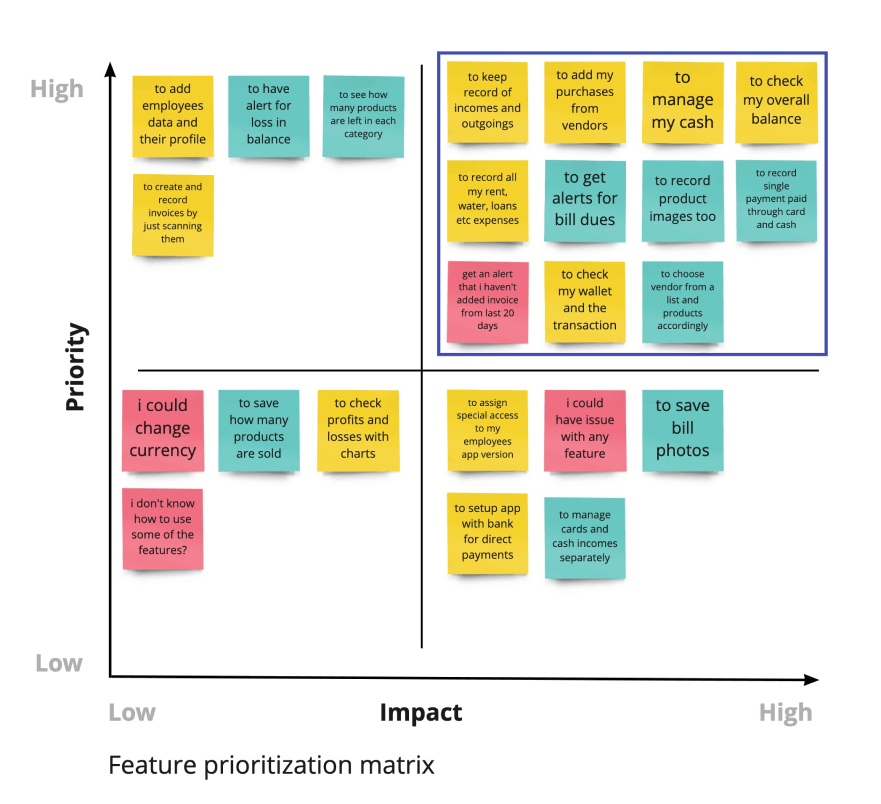 High
to add
employees
data and
their profile
to have
alert for
loss in
balance
to see how
many products
are left in each
category
to keep
record of
incomes and
outgoings
to add my
purchases
from
vendors
to
manage
my cash
to check
my overall
balance
to create and
record
invoices by
just scanning
them
to record all
my rent,
water, loans
etc expenses
to get
alerts for
bill dues
to record
product
images too
to record
single
payment paid
through card
and cash
get an alert
that i haven't
added invoice
from last 20
days
to check
my wallet
and the
transaction
to choose
vendor from a
list and
products
accordingly
Priority
i could
change
currency
to save
how many
products
are sold
to check
profits and
losses with
charts
to assign
special access
to my
employees
app version
i could
have issue
with any
feature
to save
bill
photos
i don't know
how to use
some of the
features?
to setup app
with bank
for direct
payments
to manage
cards and
cash incomes
separately
Low
Low
Impact
High
Feature prioritization matrix